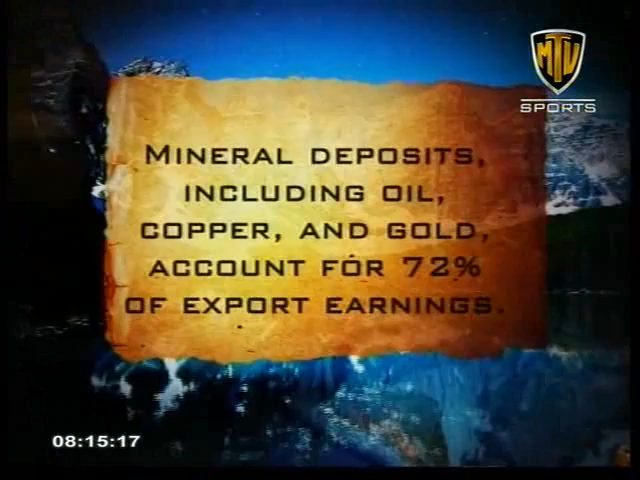 MTV
SPORTS
MINERAL DEPOSITS,
INCLUDING OIL,
COPPER, AND GOLD,
ACCOUNT FOR 72%
OF EXPORT EARNINGS.
08:15:17